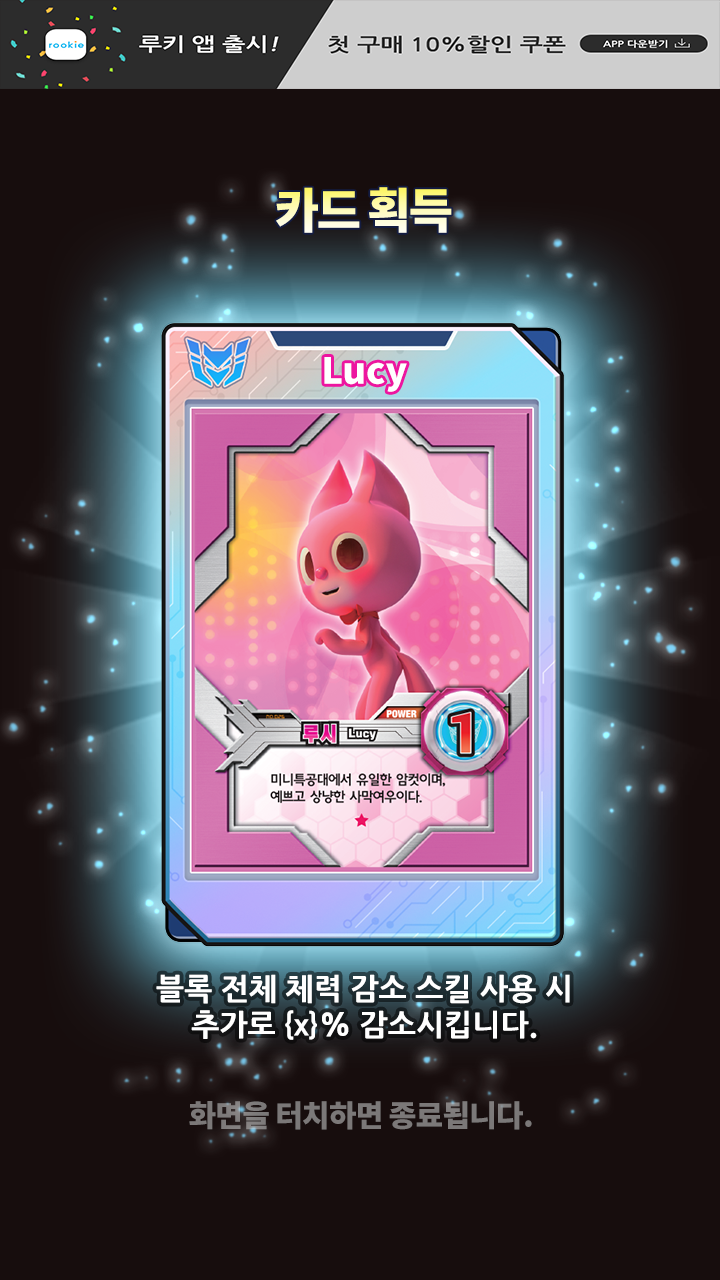 rookie
루키 앱 출시!
첫 구매 10%할인 쿠폰
APP 다운받기
카드 획득
Lucy
POWER
1
루시 Lucy
미니특공대에서 유일한 암컷이며,
예쁘고 상냥한 사막여우이다.
블록 전체 체력 감소 스킬 사용 시
추가로 {x}% 감소시킵니다.
화면을 터치하면 종료됩니다.